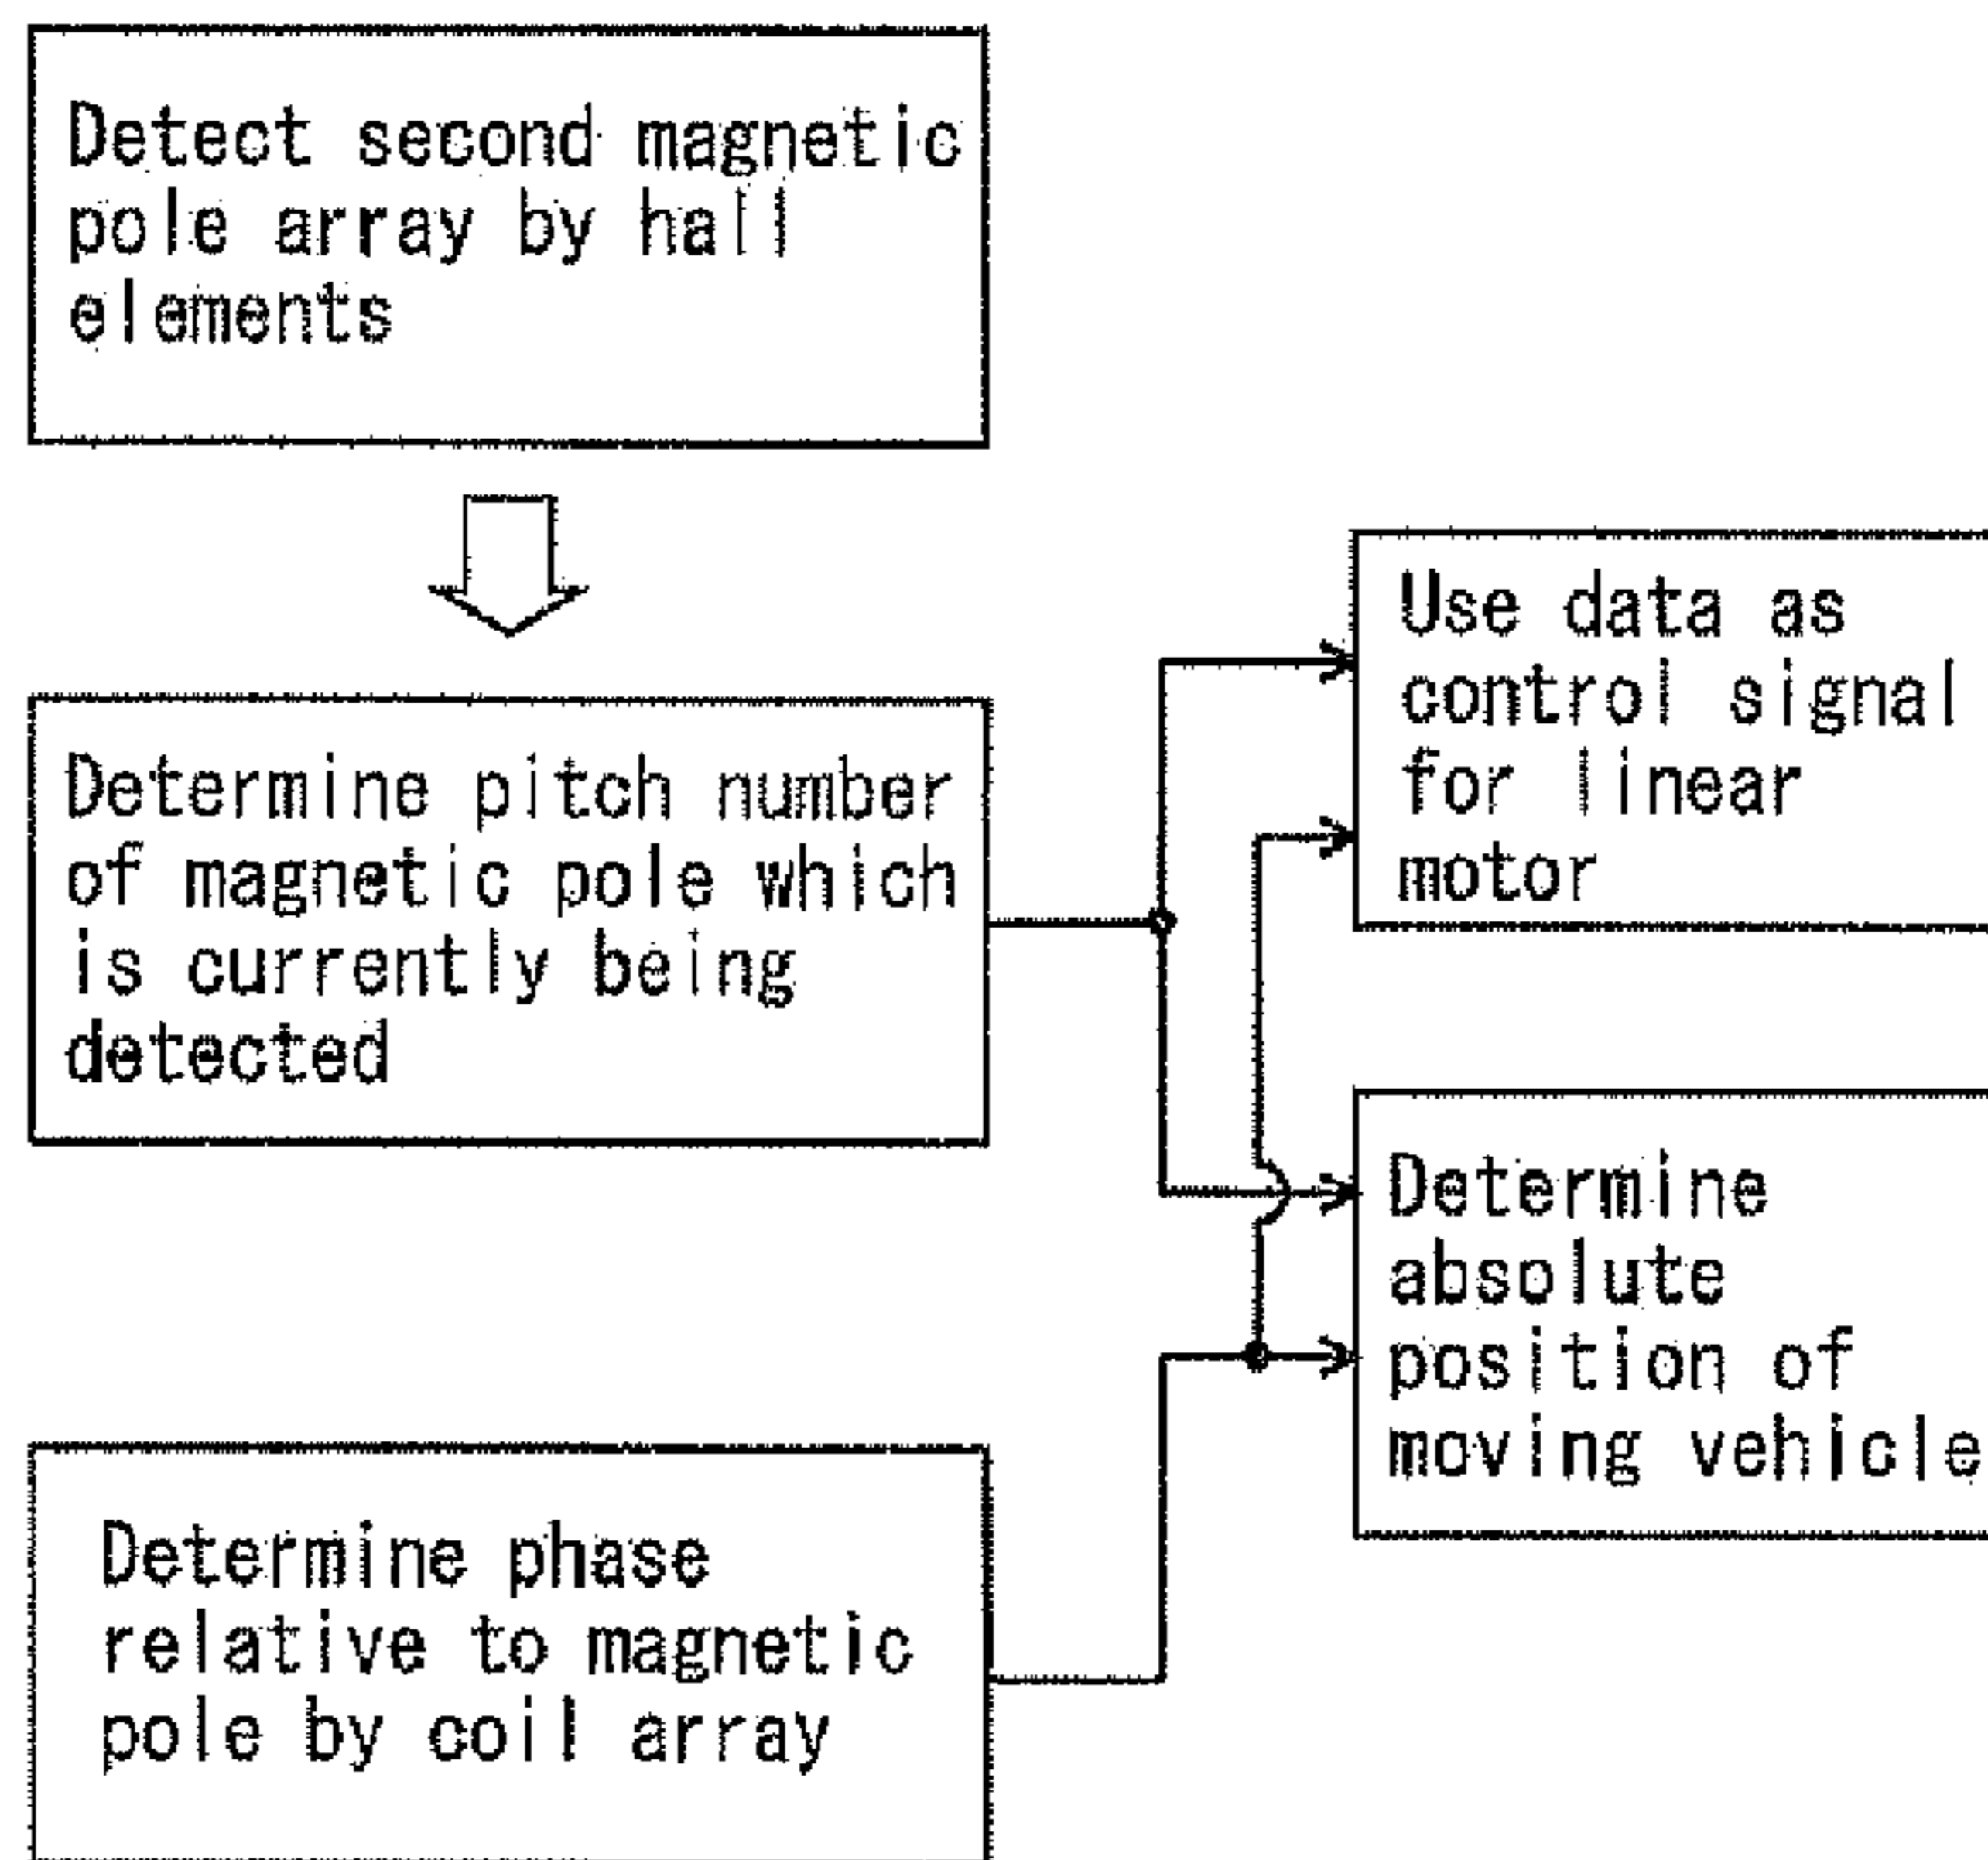 Detect second magnetic
pole array by hall
elements
Determine pitch number
of magnetic pole which
is currently being
detected
Determine phase
relative to magnetic
pole by coil array
Use data as
control signal
for linear
motor
Determine
absolute
position of
moving vehicle